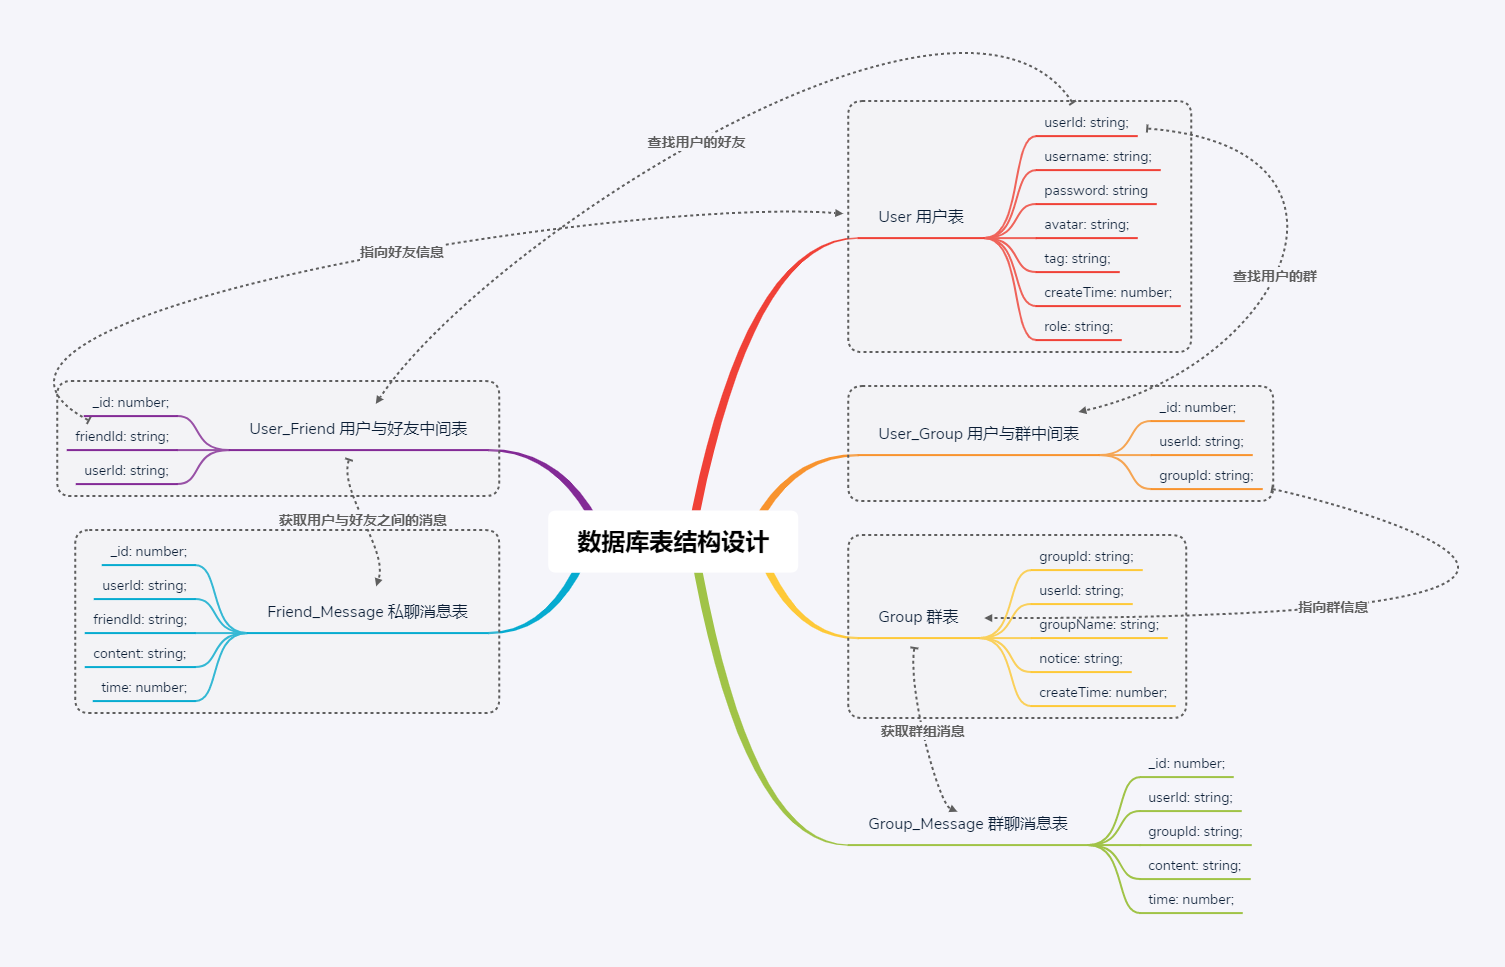 数据库表结构设计
User 用户表
userId: string;
username: string;
password: string
avatar: string;
tag: string;
createTime: number;
role: string;
User_Group 用户与群中间表
_id: number;
userId: string;
groupId: string;
Group 群表
groupId: string;
userId: string;
groupName: string;
notice: string;
createTime: number;
Group_Message 群聊消息表
_id: number;
userId: string;
groupId: string;
content: string;
time: number;
User_Friend 用户与好友中间表
_id: number;
friendId: string;
userId: string;
Friend_Message 私聊消息表
_id: number;
userId: string;
friendId: string;
content: string;
time: number;
查找用户的好友
指向好友信息
查找用户的群
获取用户与好友之间的消息
指向群信息
获取群组消息